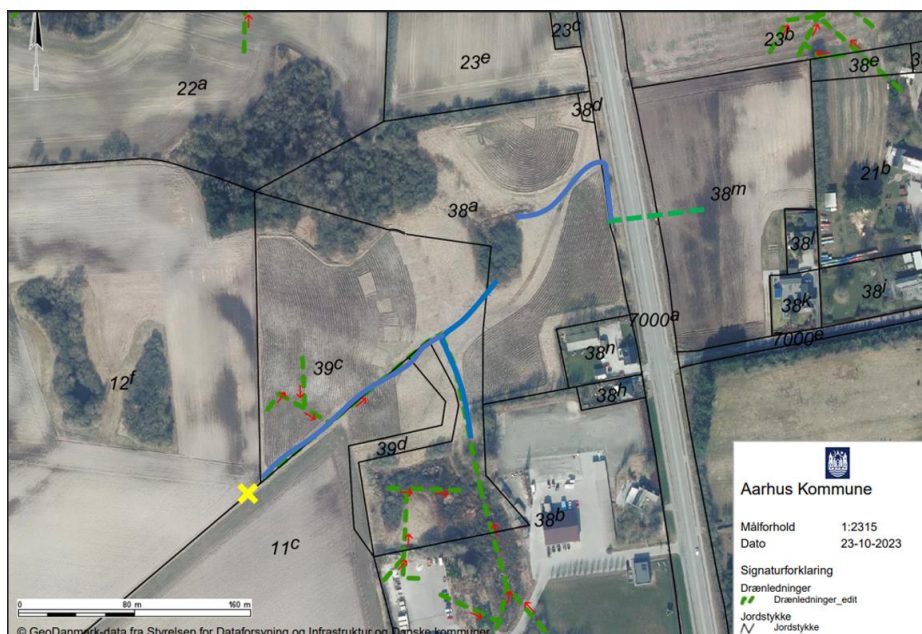 23c
23b
38e
23e
22a
38d
21b
38m
38a
38l
38i
38k
7000a
7000e
38n
39c
12f
38h
39d
38b
11c
Aarhus Kommune
Målforhold 1:2315
Dato 23-10-2023
Signaturforklaring
Drænledninger
Drænledninger_edit
Jordstykke
Jordstykke
0 80 m 160 m
© GeoDanmark-data fra Styrelsen for Dataforsyning og Infrastruktur og Danske kommuner